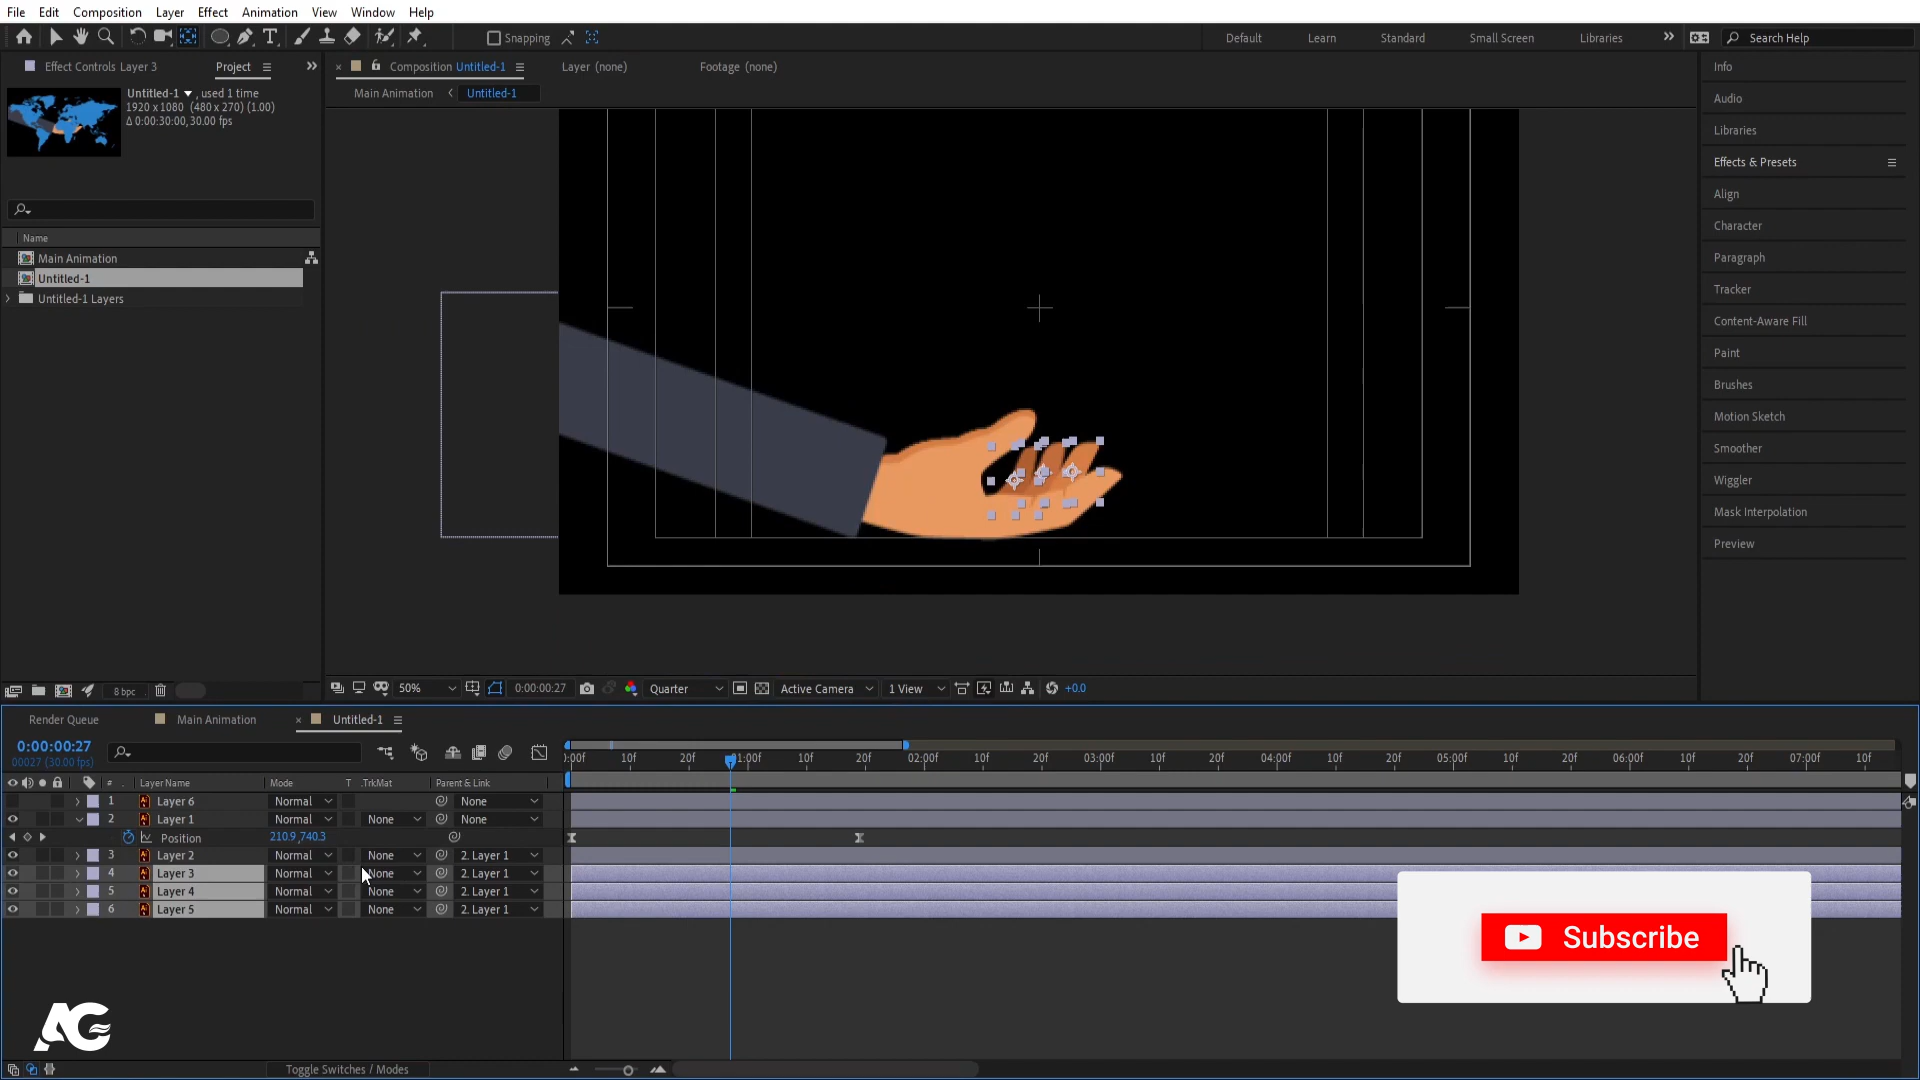 File Edit Composition Layer Effect Animation View Window Help
Snapping Default Learn Standard Small Screen Libraries Search Help
Effect Controls Layer 3 Project
Composition Untitled-1 Layer (none) Footage (none)
Main Animation Untitled-1
Untitled-1 , used 1 time
1920 x 1080 (480 x 270) (1.00)
Δ 0:00:30:00, 30.00 fps
Name
Main Animation
Untitled-1
Untitled-1 Layers
Info
Audio
Libraries
Effects & Presets
Align
Character
Paragraph
Tracker
Content-Aware Fill
Paint
Brushes
Motion Sketch
Smoother
Wiggler
Mask Interpolation
Preview
8 bpc 50% 0:00:00:27 Quarter Active Camera 1 View +0.0
Render Queue Main Animation Untitled-1
0:00:00:27
00027 (30.00 fps)
:00f 10f 20f 01:00f 10f 20f 02:00f 10f 20f 03:00f 10f 20f 04:00f 10f 20f 05:00f 10f 20f 06:00f 10f 20f 07:00f 10f
# . Layer Name Mode T .TrkMat Parent & Link
1 Ai Layer 6 Normal None
2 Ai Layer 1 Normal None None
Position 210.9,740.3
3 Ai Layer 2 Normal None 2. Layer 1
4 Ai Layer 3 Normal None 2. Layer 1
5 Ai Layer 4 Normal None 2. Layer 1
6 Ai Layer 5 Normal None 2. Layer 1
Subscribe
AG
Toggle Switches / Modes